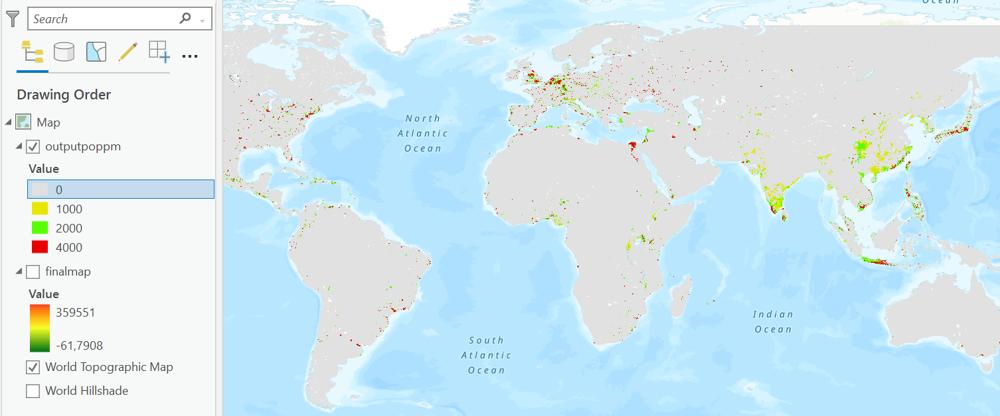 Search
Drawing Order
Map
outputpoppm
Value
0
1000
2000
4000
finalmap
Value
359551
-61,7908
World Topographic Map
World Hillshade
Ocean
North
Atlantic
Ocean
Indian
Ocean
South
Atlantic
Ocean